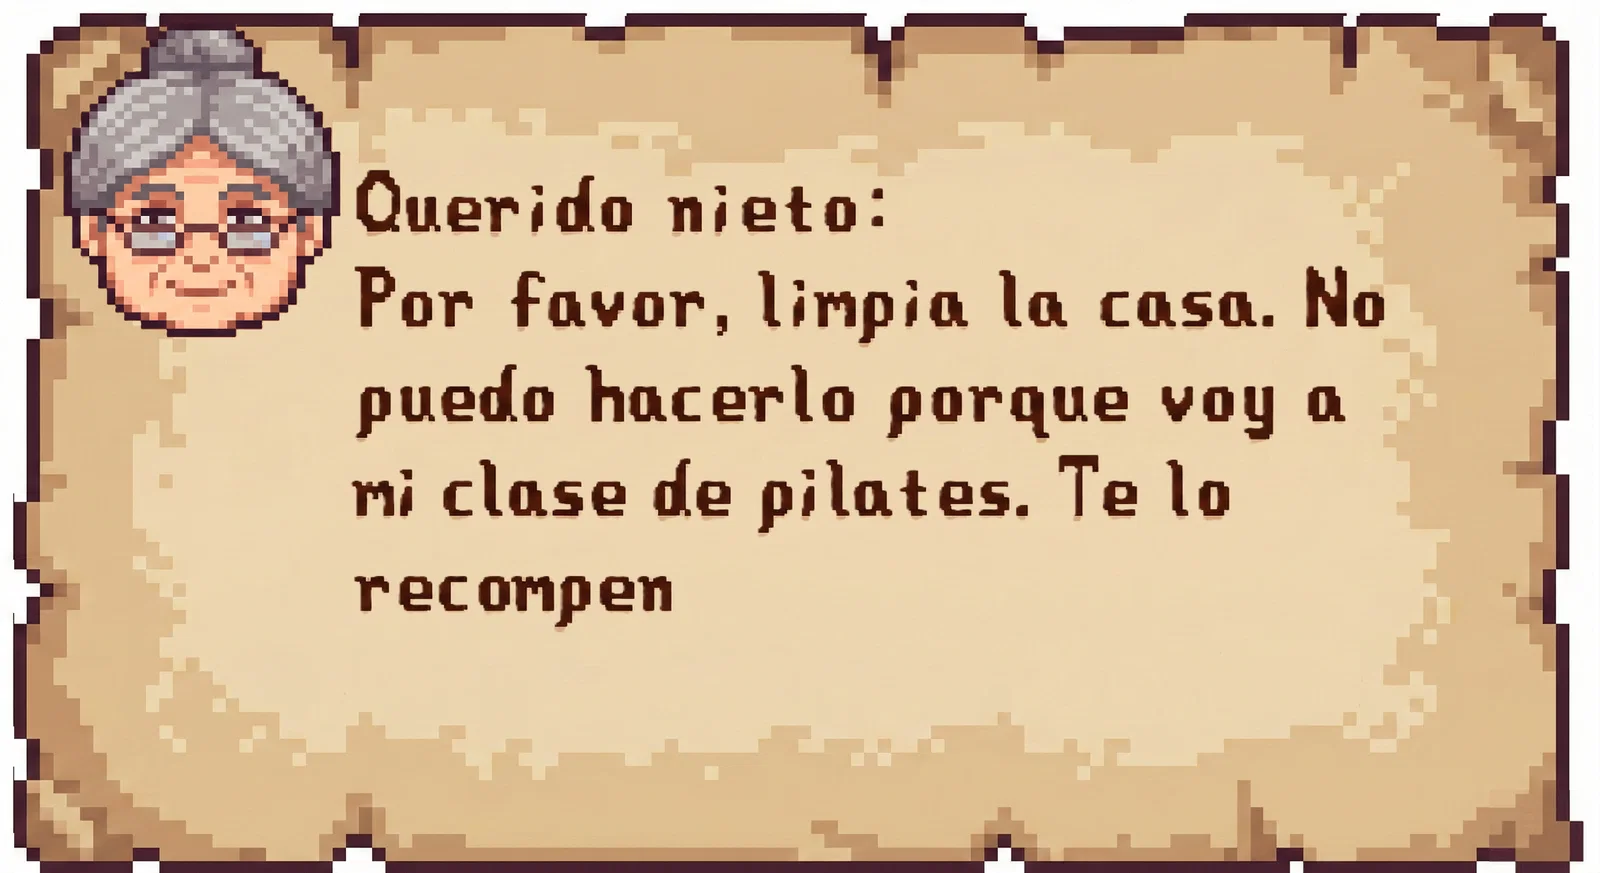 Querido nieto:
Por favor, limpia la casa. No
puedo hacerlo porque voy a
mi clase de pilates. Te lo
recompen